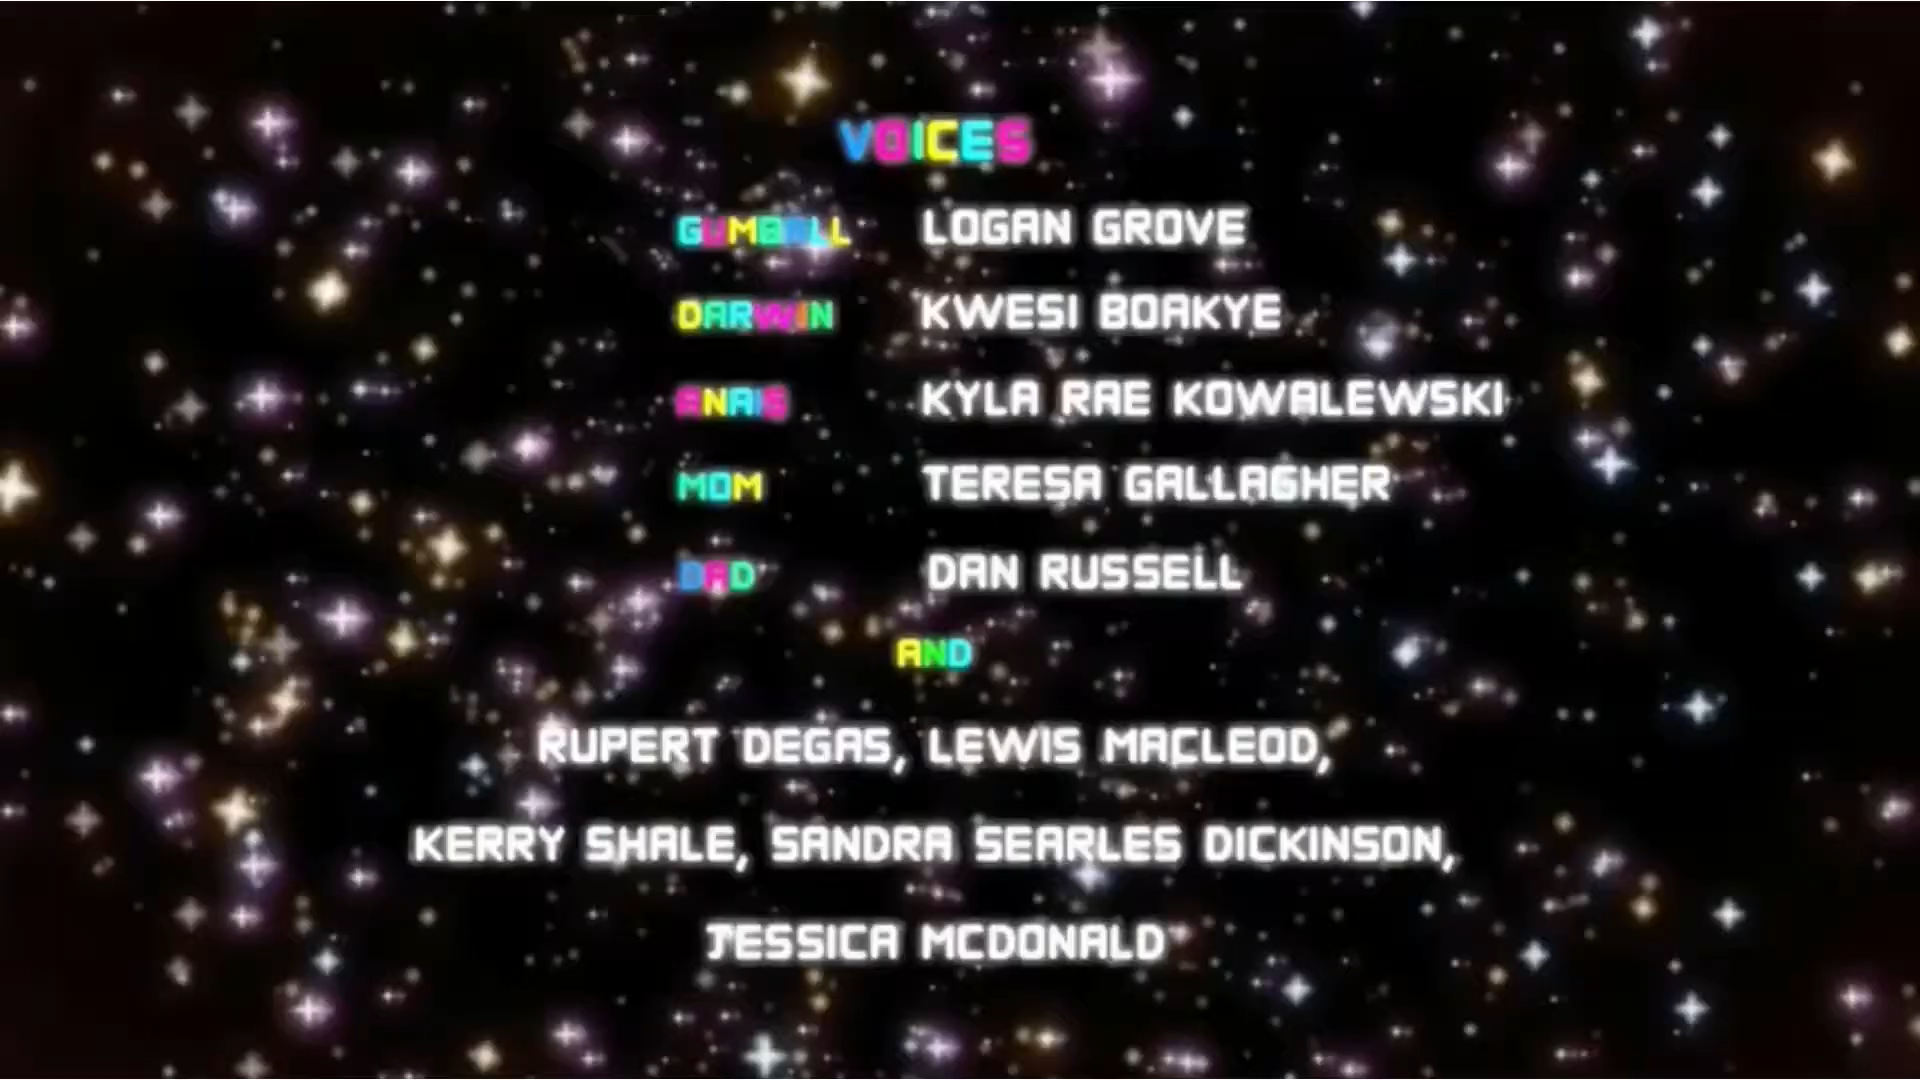 VOICES
GUMBALL LOGAN GROVE
DARWIN KWESI BOAKYE
ANAIS KYLA RAE KOWALEWSKI
MOM TERESA GALLAGHER
DAD DAN RUSSELL
AND
RUPERT DEGAS, LEWIS MACLEOD,
KERRY SHALE, SANDRA SEARLES DICKINSON,
JESSICA MCDONALD